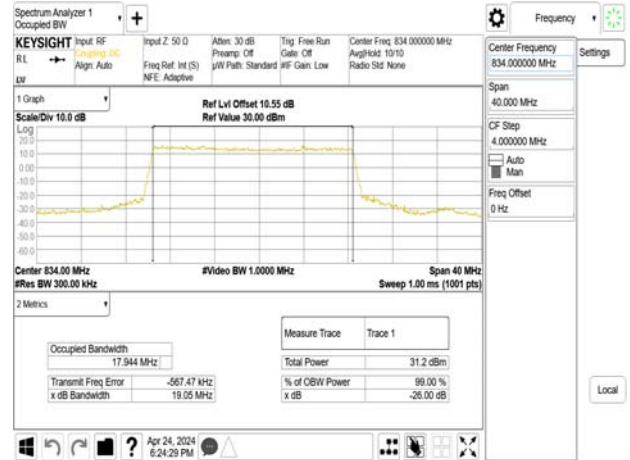 Spectrum Analyzer 1
Occupied BW
+
Frequency
KEYSIGHT
RL
Input: RF
Coupling: DC
Align: Auto
Input Z: 50 Ω
Freq Ref: Int (S)
NFE: Adaptive
Atten: 30 dB
Preamp: Off
µW Path: Standard
Trig: Free Run
Gate: Off
#IF Gain: Low
Center Freq: 834.000000 MHz
Avg|Hold: 10/10
Radio Std: None
Center Frequency
834.000000 MHz
Settings
Span
40.000 MHz
CF Step
4.000000 MHz
Auto
Man
Freq Offset
0 Hz
Local
1 Graph
Scale/Div 10.0 dB
Ref Lvl Offset 10.55 dB
Ref Value 30.00 dBm
Log
20.0
10.0
0.00
-10.0
-20.0
-30.0
-40.0
-50.0
-60.0
Center 834.00 MHz
#Res BW 300.00 kHz
#Video BW 1.0000 MHz
Span 40 MHz
Sweep 1.00 ms (1001 pts)
2 Metrics
Measure Trace Trace 1
Occupied Bandwidth
17.944 MHz
Total Power 31.2 dBm
Transmit Freq Error -567.47 kHz
% of OBW Power 99.00 %
x dB Bandwidth 19.05 MHz
x dB -26.00 dB
?
Apr 24, 2024
6:24:29 PM